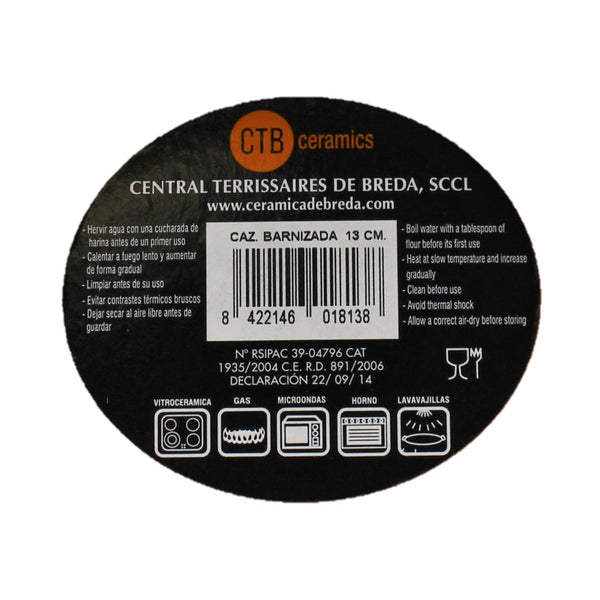 CTB ceramics
CENTRAL TERRISSAIRES DE BREDA, SCCL
www.ceramicadebreda.com
- Hervir agua con una cucharada de
harina antes de un primer uso
- Calentar a fuego lento y aumentar
de forma gradual
- Limpiar antes de su uso
- Evitar contrastes térmicos bruscos
- Dejar secar al aire libre antes de
guardar
CAZ. BARNIZADA 13 CM.
8 422146 018138
- Boil water with a tablespoon of
flour before its first use
- Heat at slow temperature and increase
gradually
- Clean before use
- Avoid thermal shock
- Allow a correct air-dry before storing
Nº RSIPAC 39-04796 CAT
1935/2004 C.E. R.D. 891/2006
DECLARACIÓN 22/ 09/ 14
VITROCERAMICA
GAS
MICROONDAS
HORNO
LAVAVAJILLAS